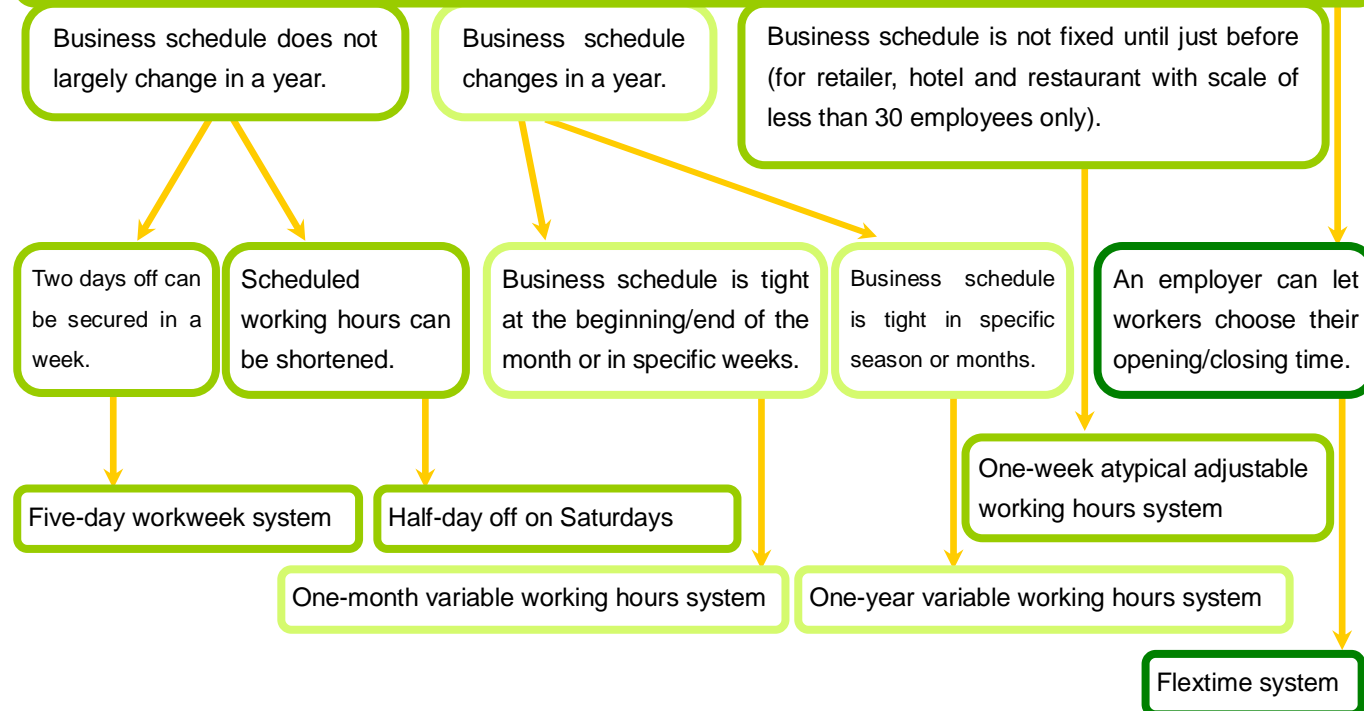 Business schedule does not
largely change in a year.
Business schedule
changes in a year.
Business schedule is not fixed until just before
(for retailer, hotel and restaurant with scale of
less than 30 employees only).
Two days off can
be secured in a
week.
Scheduled
working hours can
be shortened.
Business schedule is tight
at the beginning/end of the
month or in specific weeks.
Business schedule
is tight in specific
season or months.
An employer can let
workers choose their
opening/closing time.
One-week atypical adjustable
working hours system
Five-day workweek system
Half-day off on Saturdays
One-month variable working hours system
One-year variable working hours system
Flextime system